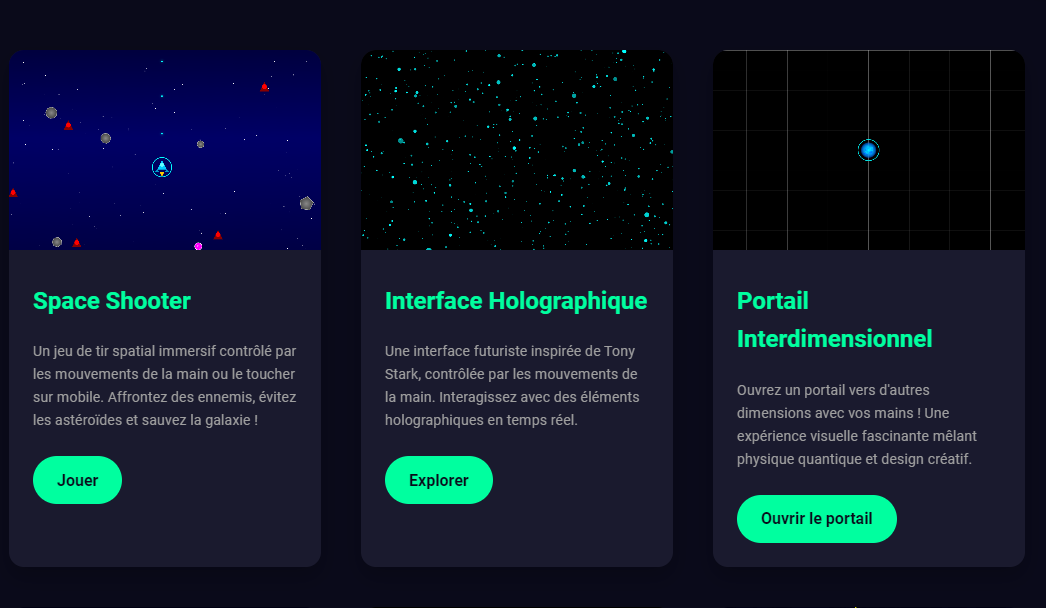 Space Shooter
Un jeu de tir spatial immersif contrôlé par
les mouvements de la main ou le toucher
sur mobile. Affrontez des ennemis, évitez
les astéroïdes et sauvez la galaxie !
Jouer
Interface Holographique
Une interface futuriste inspirée de Tony
Stark, contrôlée par les mouvements de
la main. Interagissez avec des éléments
holographiques en temps réel.
Explorer
Portail
Interdimensionnel
Ouvrez un portail vers d'autres
dimensions avec vos mains ! Une
expérience visuelle fascinante mêlant
physique quantique et design créatif.
Ouvrir le portail